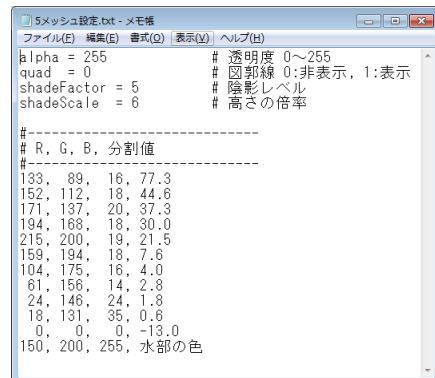 5メッシュ設定.txt - メモ帳
ファイル(F) 編集(E) 書式(O) 表示(V) ヘルプ(H)
alpha = 255 # 透明度 0～255
quad = 0 # 図郭線 0:非表示, 1:表示
shadeFactor = 5 # 陰影レベル
shadeScale = 6 # 高さの倍率
#-----------------------------
# R, G, B, 分割値
#-----------------------------
133, 89, 16, 77.3
152, 112, 18, 44.6
171, 137, 20, 37.3
194, 168, 18, 30.0
215, 200, 19, 21.5
159, 194, 18, 7.6
104, 175, 16, 4.0
61, 156, 14, 2.8
24, 146, 24, 1.8
18, 131, 35, 0.6
0, 0, 0, -13.0
150, 200, 255, 水部の色